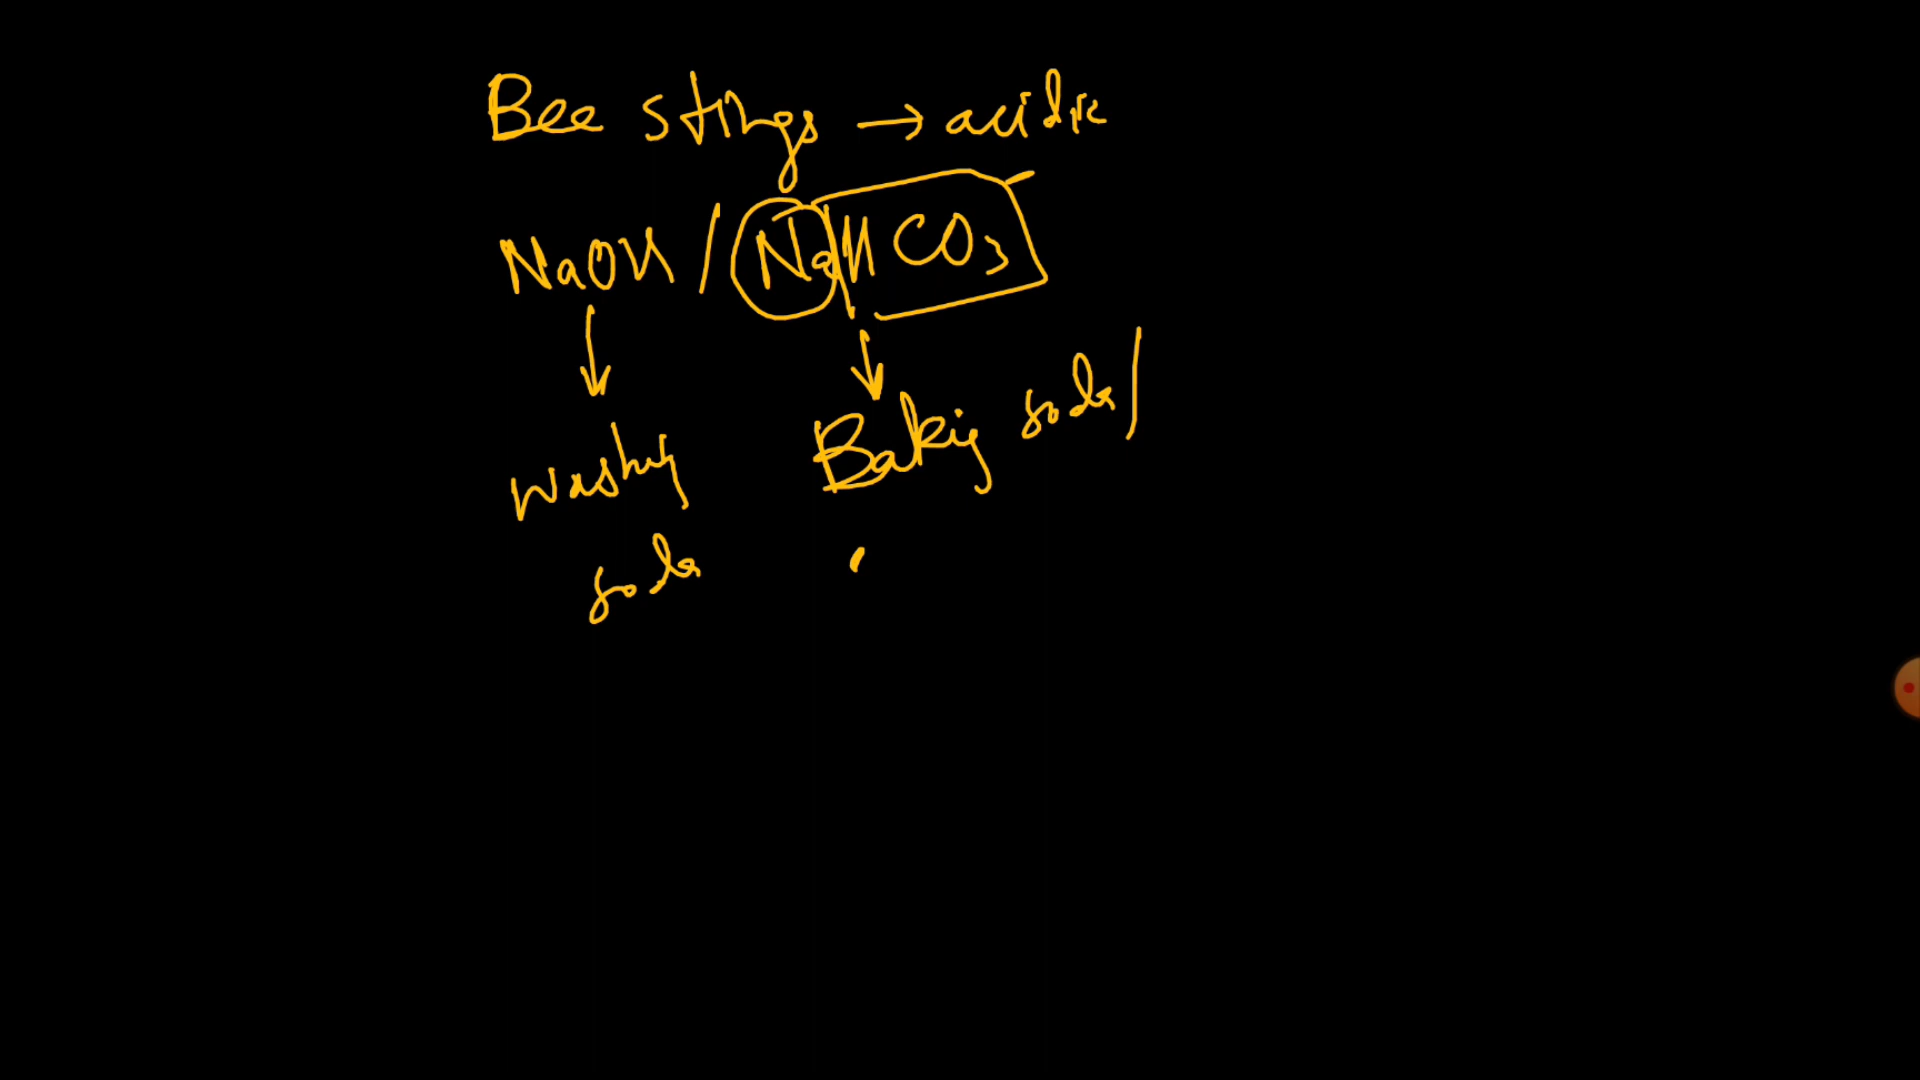 Bee stings → acidic
NaOH / NaHCO₃
↓ ↓
Washing Baking soda /
soda